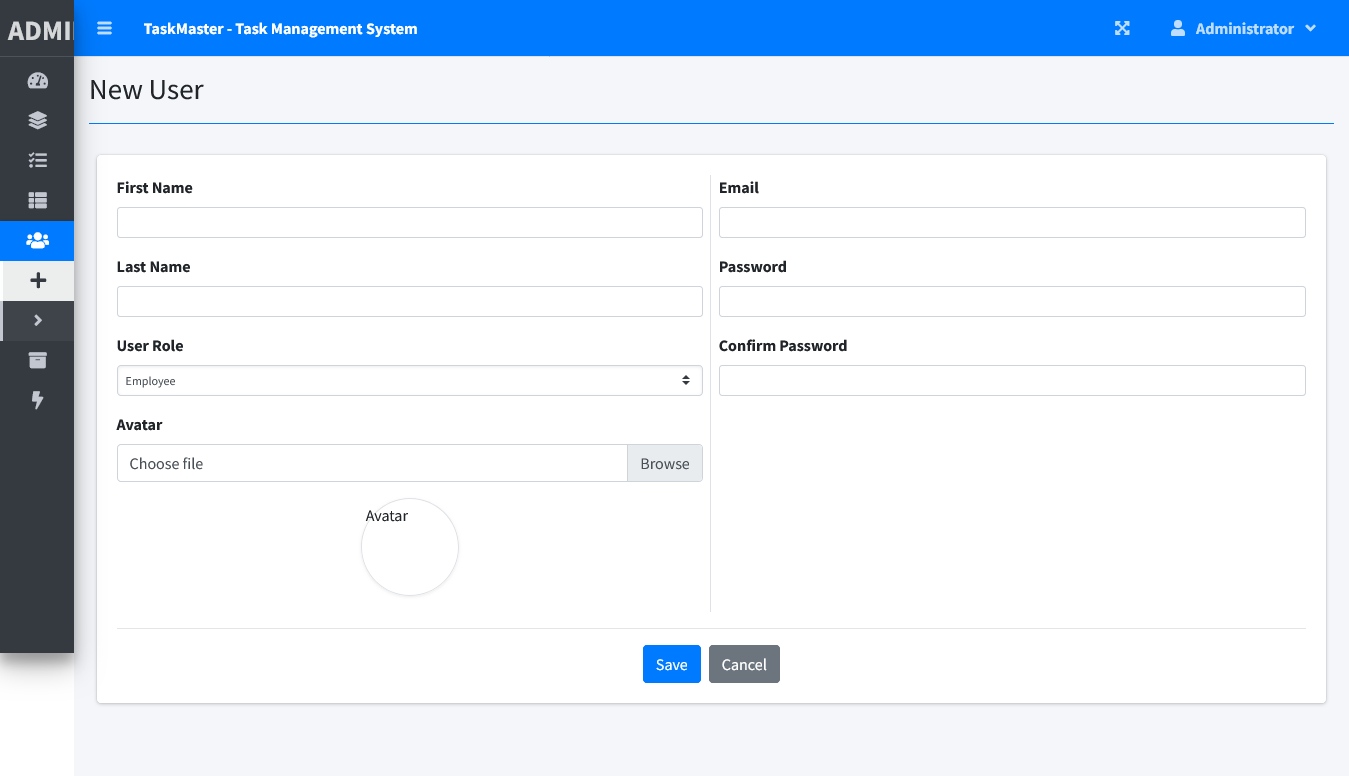 ADMI
TaskMaster - Task Management System
Administrator
New User
First Name
Last Name
User Role
Employee
Avatar
Choose file
Browse
Avatar
Email
Password
Confirm Password
Save
Cancel